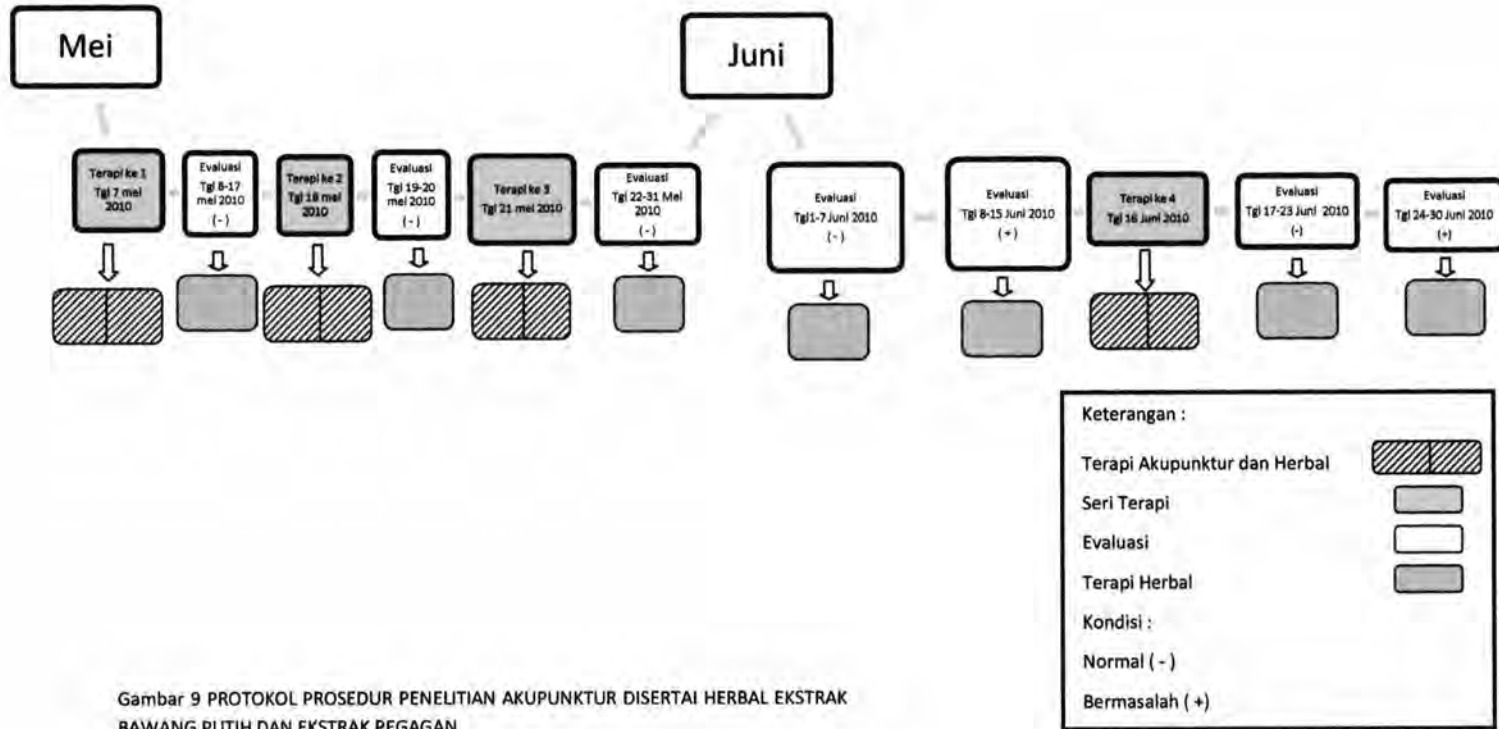 Mei
Juni
Terapi ke 1
Tgl 7 mei
2010
Evaluasi
Tgl 8-17
mei 2010
( - )
Terapi ke 2
Tgl 18 mei
2010
Evaluasi
Tgl 19-20
mei 2010
( - )
Terapi ke 3
Tgl 21 mei 2010
Evaluasi
Tgl 22-31 Mei
2010
( - )
Evaluasi
Tgl1-7 Juni 2010
( - )
Evaluasi
Tgl 8-15 Juni 2010
( + )
Terapi ke 4
Tgl 16 Juni 2010
Evaluasi
Tgl 17-23 Juni 2010
(-)
Evaluasi
Tgl 24-30 Juni 2010
(+)
Keterangan :
Terapi Akupunktur dan Herbal
Seri Terapi
Evaluasi
Terapi Herbal
Kondisi :
Normal ( - )
Bermasalah ( +)
Gambar 9 PROTOKOL PROSEDUR PENELITIAN AKUPUNKTUR DISERTAI HERBAL EKSTRAK
BAWANG PUTIH DAN EKSTRAK PEGAGAN